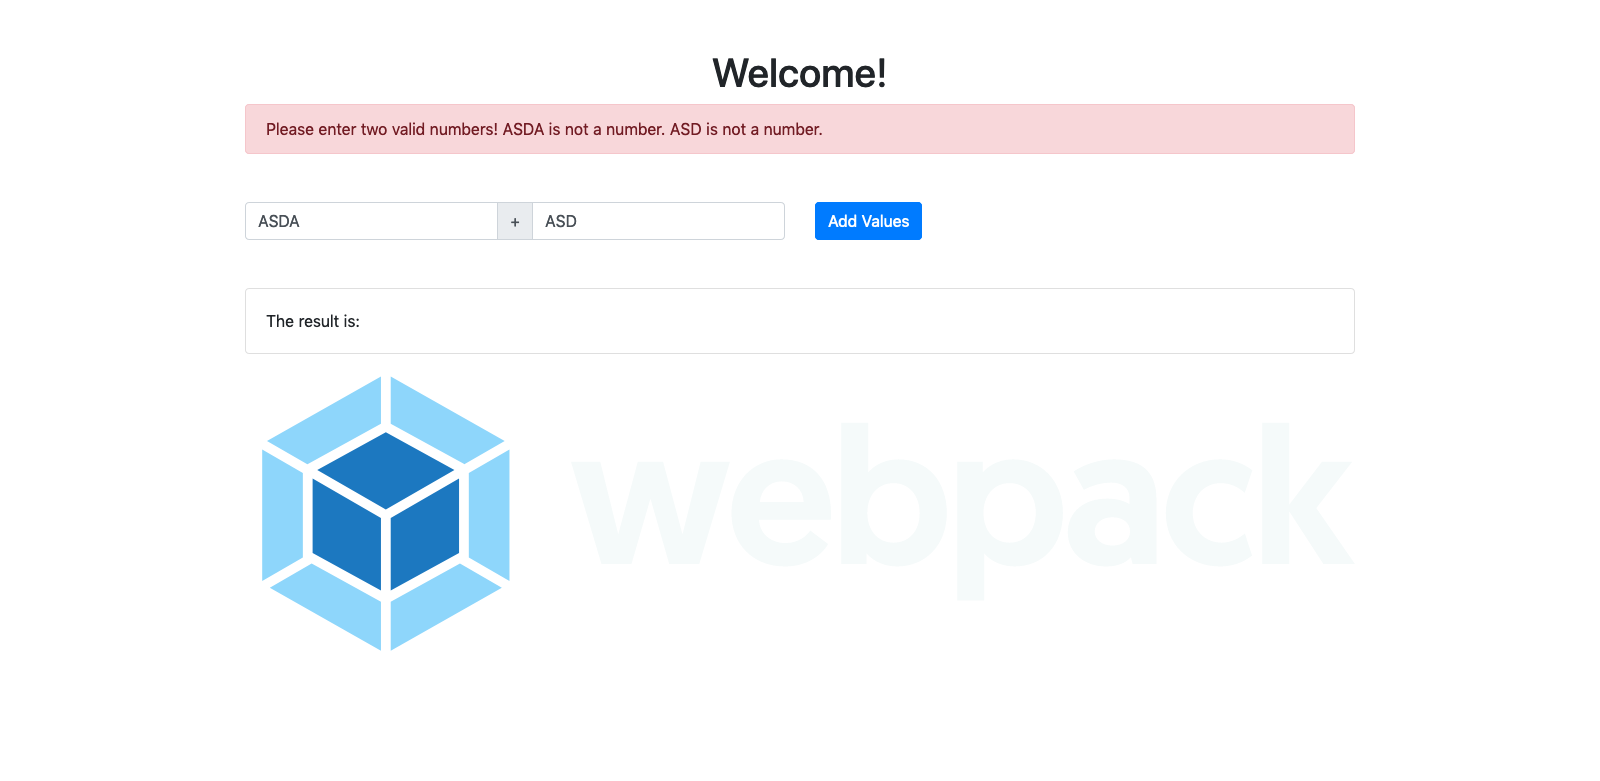 Welcome!
Please enter two valid numbers! ASDA is not a number. ASD is not a number.
ASDA + ASD Add Values
The result is:
webpack